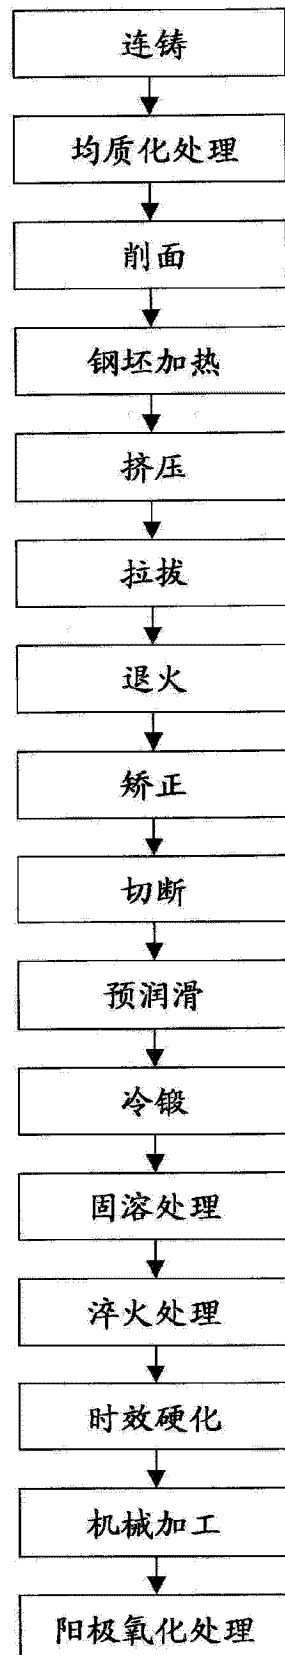 连铸
均质化处理
削面
钢坯加热
挤压
拉拔
退火
矫正
切断
预润滑
冷锻
固溶处理
淬火处理
时效硬化
机械加工
阳极氧化处理